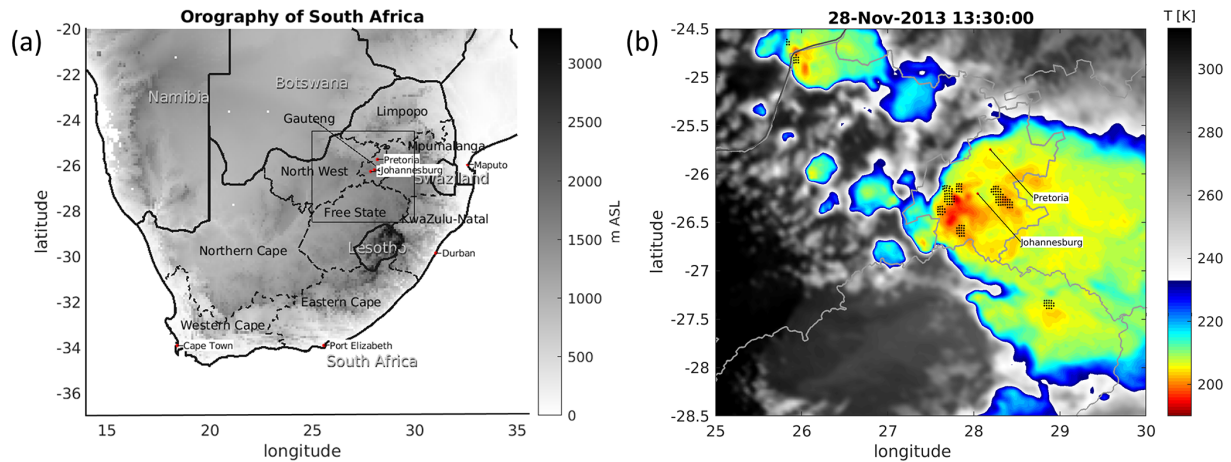 (a)
Orography of South Africa
-20
-22
-24
-26
-28
-30
-32
-34
-36
latitude
Namibia
Botswana
Limpopo
Gauteng
Mpumalanga
Pretoria
North West
Johannesburg
Maputo
Swaziland
Free State
KwaZulu-Natal
Lesotho
Northern Cape
Durban
Eastern Cape
Western Cape
Cape Town
Port Elizabeth
South Africa
15
20
25
30
35
longitude
3000
2500
2000
1500
1000
500
0
m ASL
(b)
28-Nov-2013 13:30:00
T [K]
-24.5
-25
-25.5
-26
-26.5
-27
-27.5
-28
-28.5
latitude
Pretoria
Johannesburg
25
26
27
28
29
30
longitude
300
280
260
240
220
200